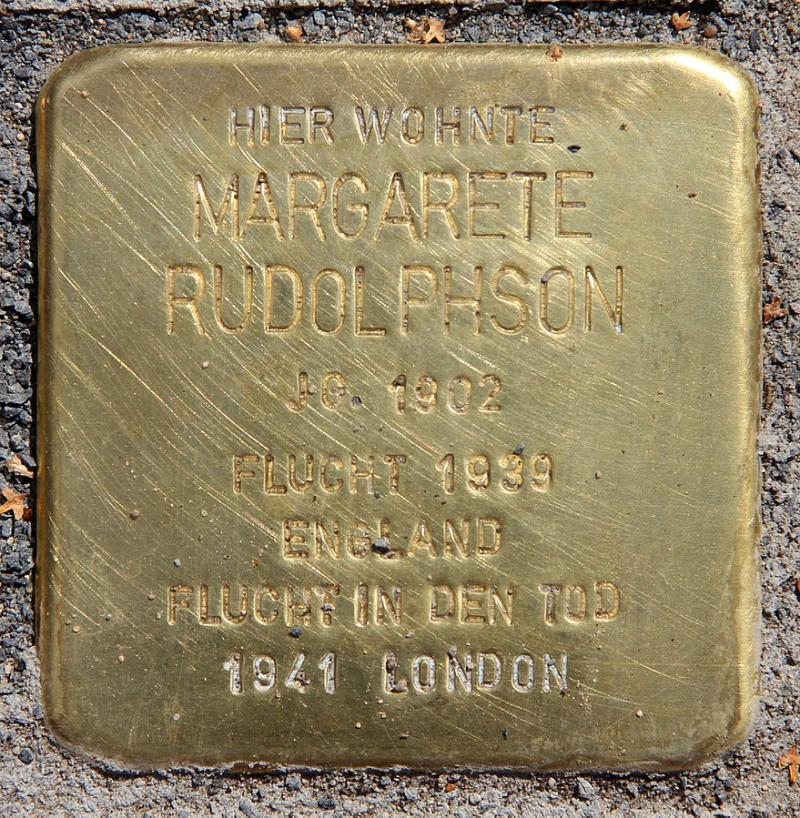 HIER WOHNTE
MARGARETE
RUDOLPHSON
JG. 1902
FLUCHT 1939
ENGLAND
FLUCHT IN DEN TOD
1941 LONDON